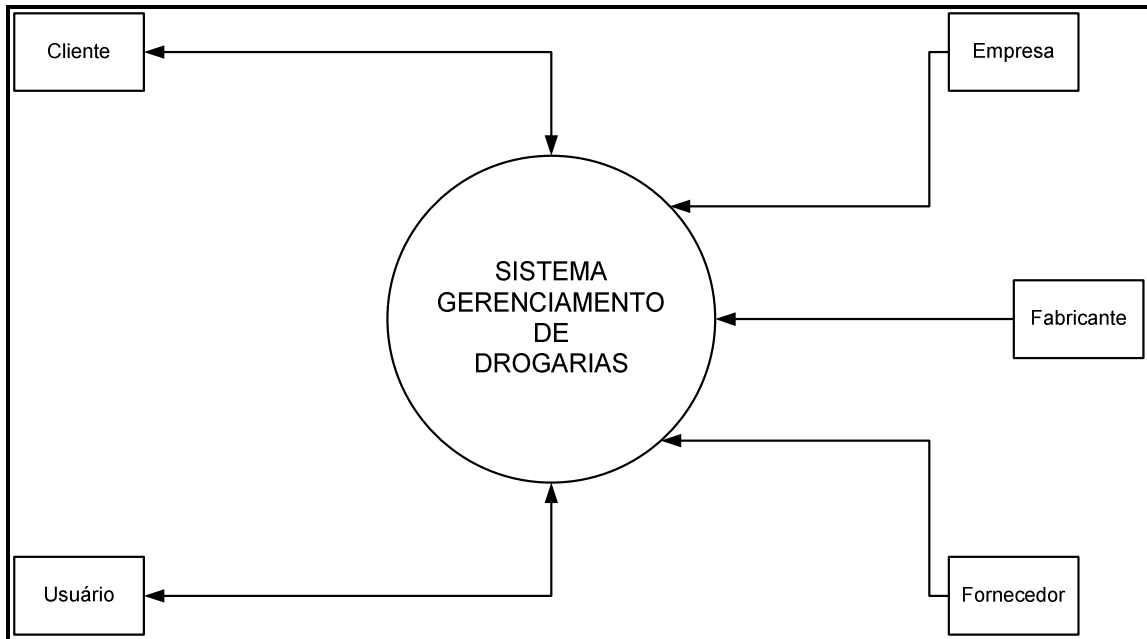 Cliente
Empresa
SISTEMA
GERENCIAMENTO
DE
DROGARIAS
Fabricante
Usuário
Fornecedor